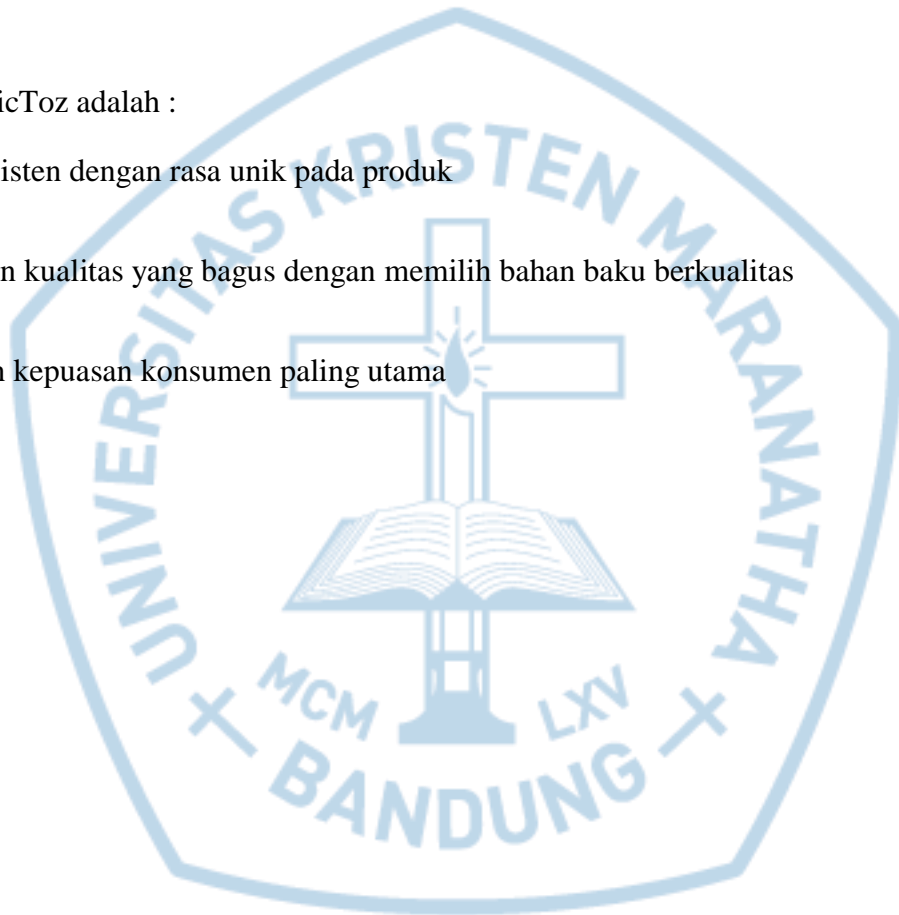 icToz adalah :
isten dengan rasa unik pada produk
n kualitas yang bagus dengan memilih bahan baku berkualitas
n kepuasan konsumen paling utama
UNIVERSITAS KRISTEN MARANATHA
MCM LXV
BANDUNG